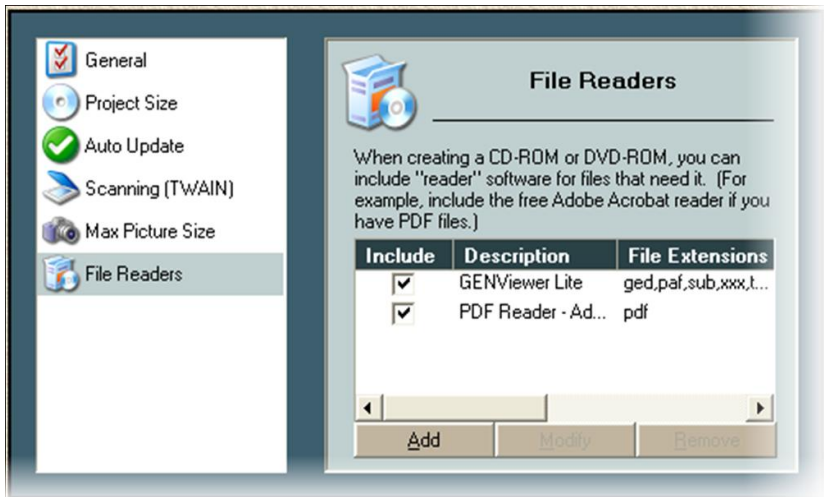 General
Project Size
Auto Update
Scanning (TWAIN)
Max Picture Size
File Readers
File Readers
When creating a CD-ROM or DVD-ROM, you can
include "reader" software for files that need it. (For
example, include the free Adobe Acrobat reader if you
have PDF files.)
Include Description File Extensions
GENViewer Lite ged,paf,sub,xxx,t...
PDF Reader - Ad... pdf
Add Modify Remove